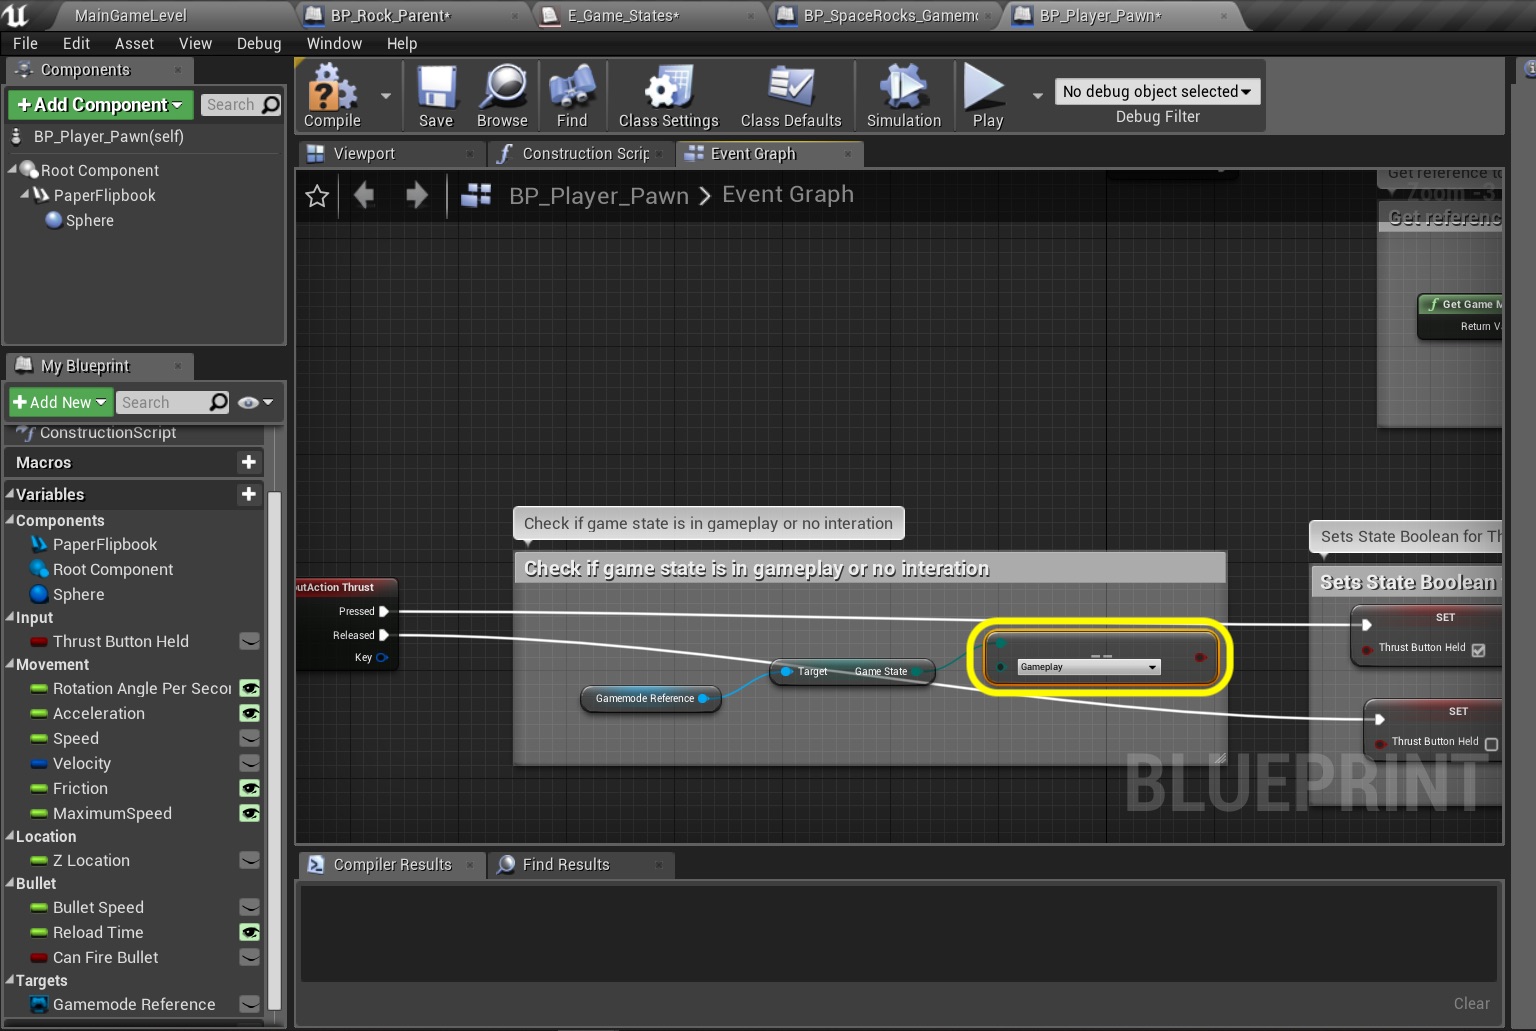 MainGameLevel
BP_Rock_Parent*
E_Game_States*
BP_SpaceRocks_Gamem
BP_Player_Pawn*
File Edit Asset View Debug Window Help
Components
+Add Component
Search
BP_Player_Pawn(self)
Root Component
PaperFlipbook
Sphere
Compile
Save
Browse
Find
Class Settings
Class Defaults
Simulation
Play
No debug object selected
Debug Filter
Viewport
Construction Scrip
Event Graph
BP_Player_Pawn > Event Graph
Get reference to
Zoom -3
Get referenc
Get Game M
Return V
My Blueprint
+Add New
Search
ConstructionScript
Macros
Variables
Components
PaperFlipbook
Root Component
Sphere
Input
Thrust Button Held
Movement
Rotation Angle Per Secor
Acceleration
Speed
Velocity
Friction
MaximumSpeed
Location
Z Location
Bullet
Bullet Speed
Reload Time
Can Fire Bullet
Targets
Gamemode Reference
Check if game state is in gameplay or no interation
Check if game state is in gameplay or no interation
utAction Thrust
Pressed
Released
Key
Gamemode Reference
Target
Game State
==
Gameplay
Sets State Boolean for Th
Sets State Boolean
SET
Thrust Button Held
SET
Thrust Button Held
BLUEPRINT
Compiler Results
Find Results
Clear